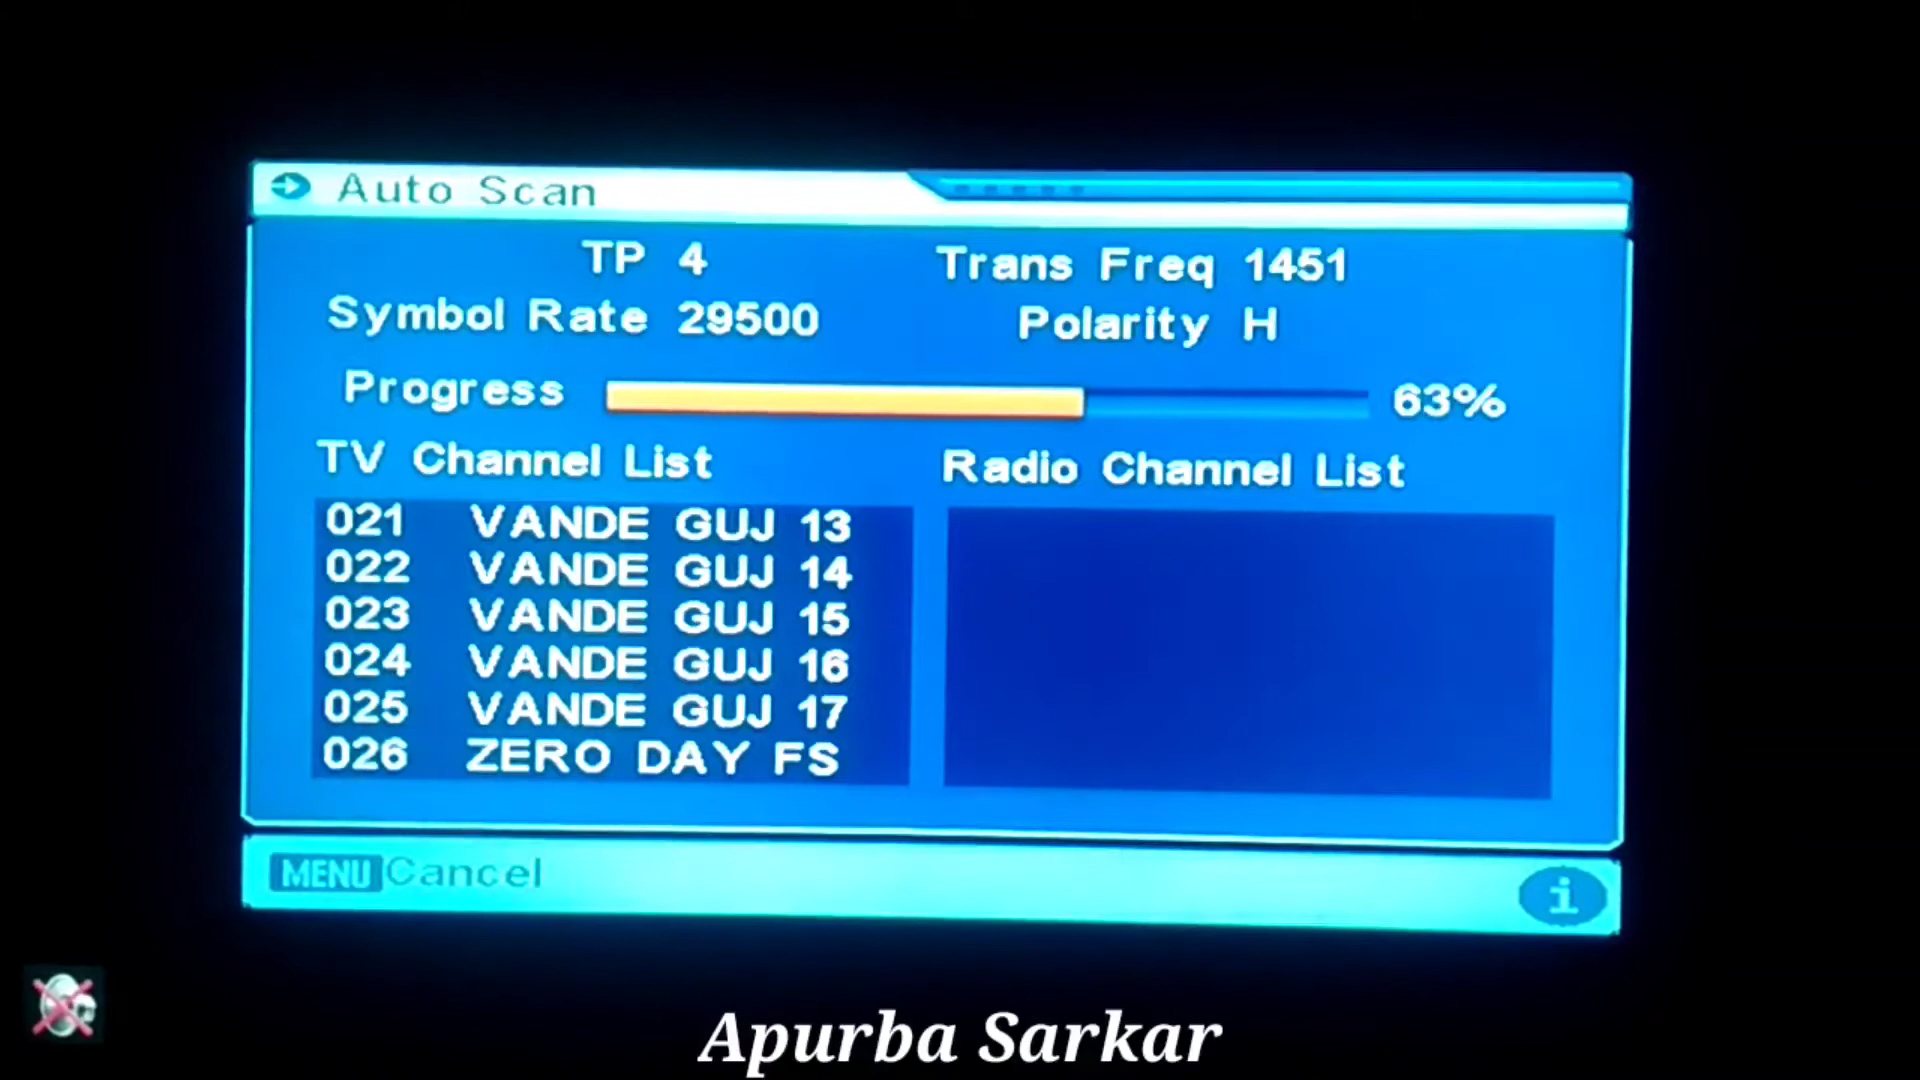 Auto Scan
TP 4 Trans Freq 1451
Symbol Rate 29500 Polarity H
Progress 63%
TV Channel List Radio Channel List
021 VANDE GUJ 13
022 VANDE GUJ 14
023 VANDE GUJ 15
024 VANDE GUJ 16
025 VANDE GUJ 17
026 ZERO DAY FS
MENU Cancel i
Apurba Sarkar